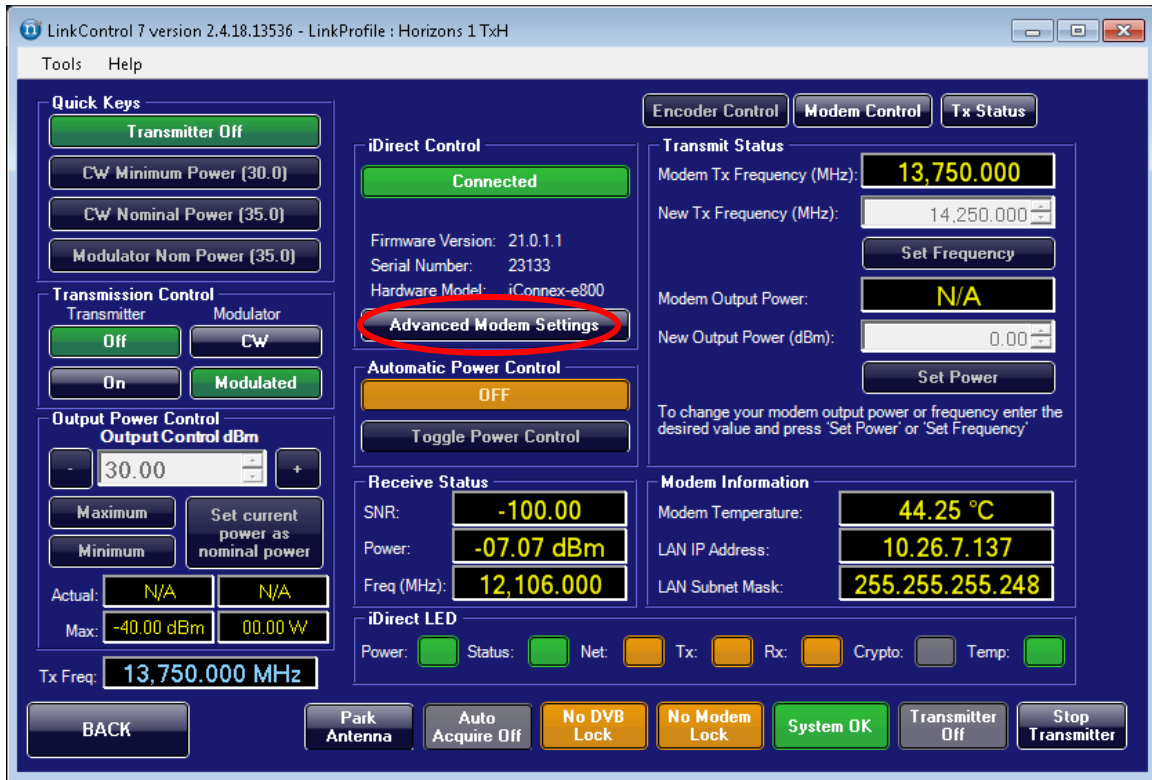 LinkControl 7 version 2.4.18.13536 - LinkProfile : Horizons 1 TxH
Tools Help
Quick Keys
Transmitter Off
CW Minimum Power (30.0)
CW Nominal Power (35.0)
Modulator Nom Power (35.0)
Transmission Control
Transmitter Modulator
Off CW
On Modulated
Output Power Control
Output Control dBm
- 30.00 +
Maximum
Minimum
Set current
power as
nominal power
Actual: N/A N/A
Max: -40.00 dBm 00.00 W
Tx Freq: 13,750.000 MHz
iDirect Control
Connected
Firmware Version: 21.0.1.1
Serial Number: 23133
Hardware Model: iConnex-e800
Advanced Modem Settings
Automatic Power Control
OFF
Toggle Power Control
Receive Status
SNR: -100.00
Power: -07.07 dBm
Freq (MHz): 12,106.000
Encoder Control Modem Control Tx Status
Transmit Status
Modem Tx Frequency (MHz): 13,750.000
New Tx Frequency (MHz): 14,250.000
Set Frequency
Modem Output Power: N/A
New Output Power (dBm): 0.00
Set Power
To change your modem output power or frequency enter the
desired value and press 'Set Power' or 'Set Frequency'
Modem Information
Modem Temperature: 44.25 °C
LAN IP Address: 10.26.7.137
LAN Subnet Mask: 255.255.255.248
iDirect LED
Power: Status: Net: Tx: Rx: Crypto: Temp:
BACK
Park
Antenna
Auto
Acquire Off
No DVB
Lock
No Modem
Lock
System OK
Transmitter
Off
Stop
Transmitter